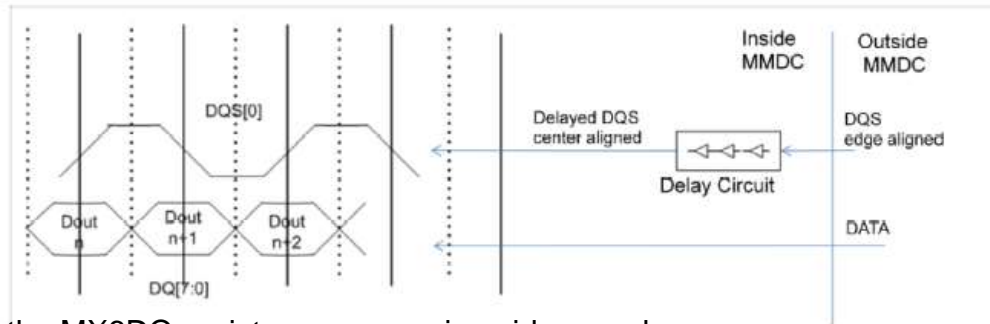 Inside
MMDC
Outside
MMDC
DQS[0]
Delayed DQS
center aligned
DQS
edge aligned
Delay Circuit
Dout
n
Dout
n+1
Dout
n+2
DATA
DQ[7:0]